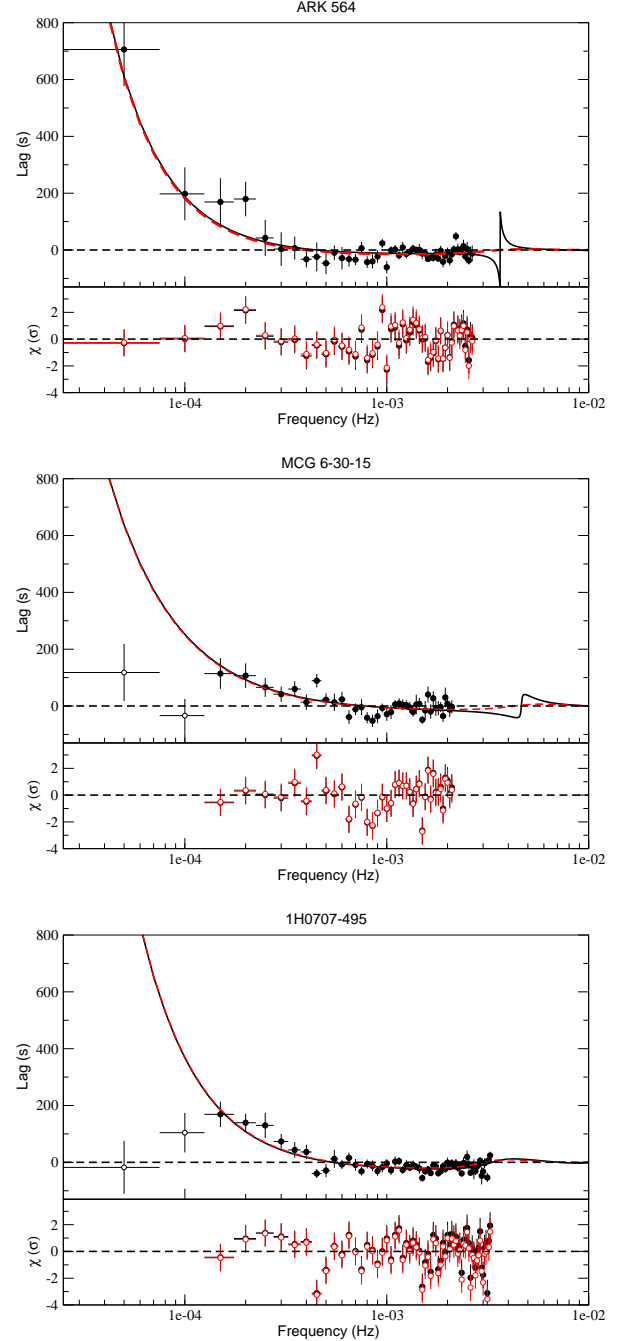 ARK 564
800
600
400
200
0
Lag (s)
2
0
-2
-4
χ (σ)
1e-04 1e-03 1e-02
Frequency (Hz)
MCG 6-30-15
800
600
400
200
0
Lag (s)
2
0
-2
-4
χ (σ)
1e-04 1e-03 1e-02
Frequency (Hz)
1H0707-495
800
600
400
200
0
Lag (s)
2
0
-2
-4
χ (σ)
1e-04 1e-03 1e-02
Frequency (Hz)